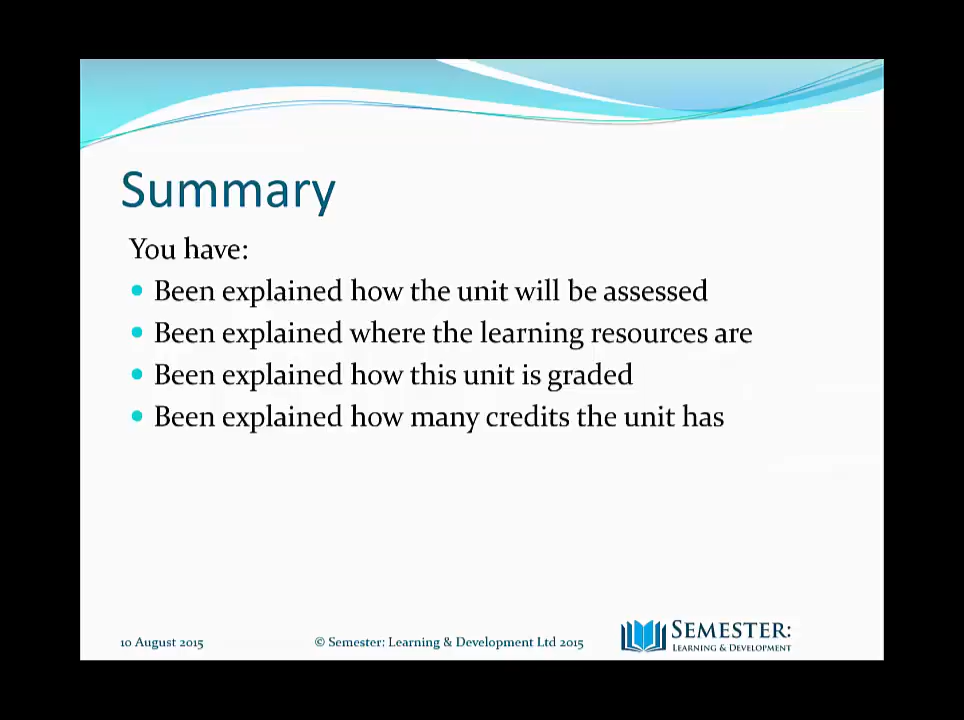 Summary
You have:
Been explained how the unit will be assessed
Been explained where the learning resources are
Been explained how this unit is graded
Been explained how many credits the unit has
10 August 2015
© Semester: Learning & Development Ltd 2015
SEMESTER:
LEARNING & DEVELOPMENT